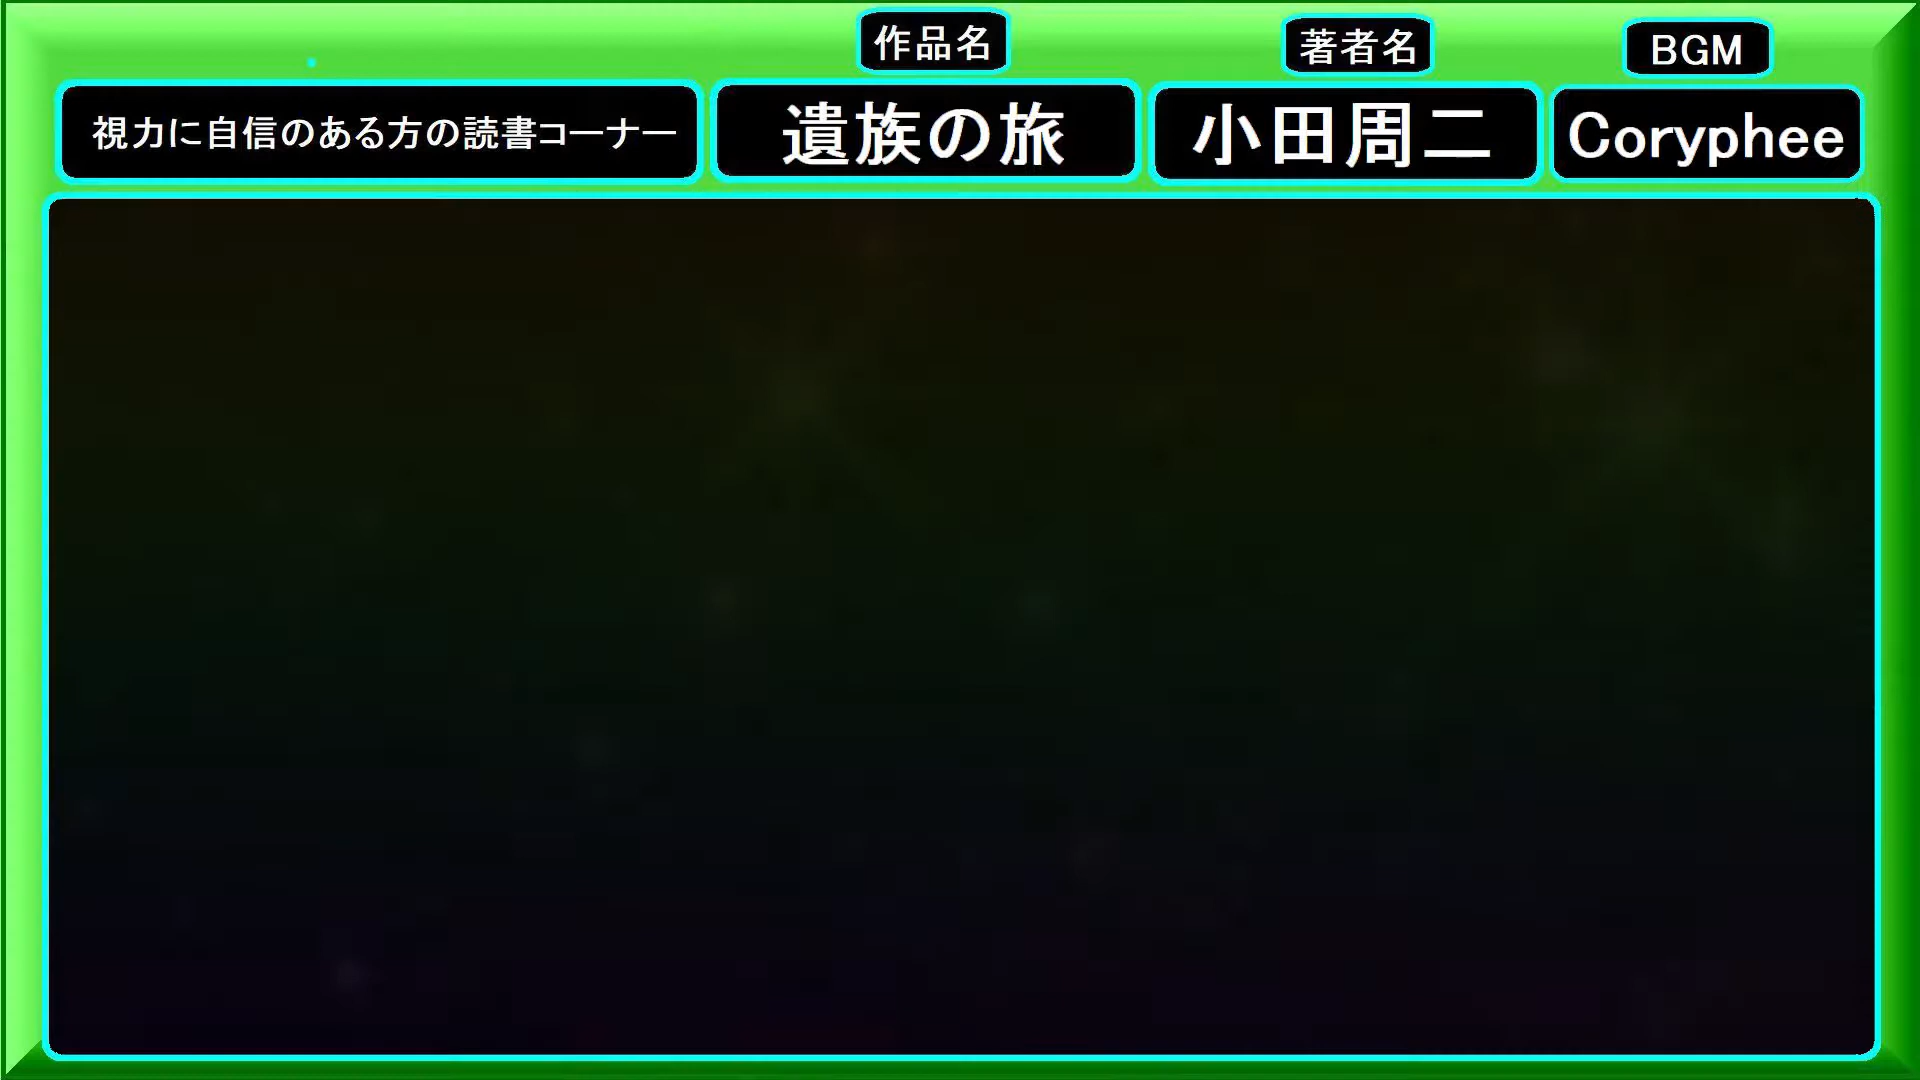 作品名
著者名
BGM
視力に自信のある方の読書コーナー
遺族の旅
小田周二
Coryphee